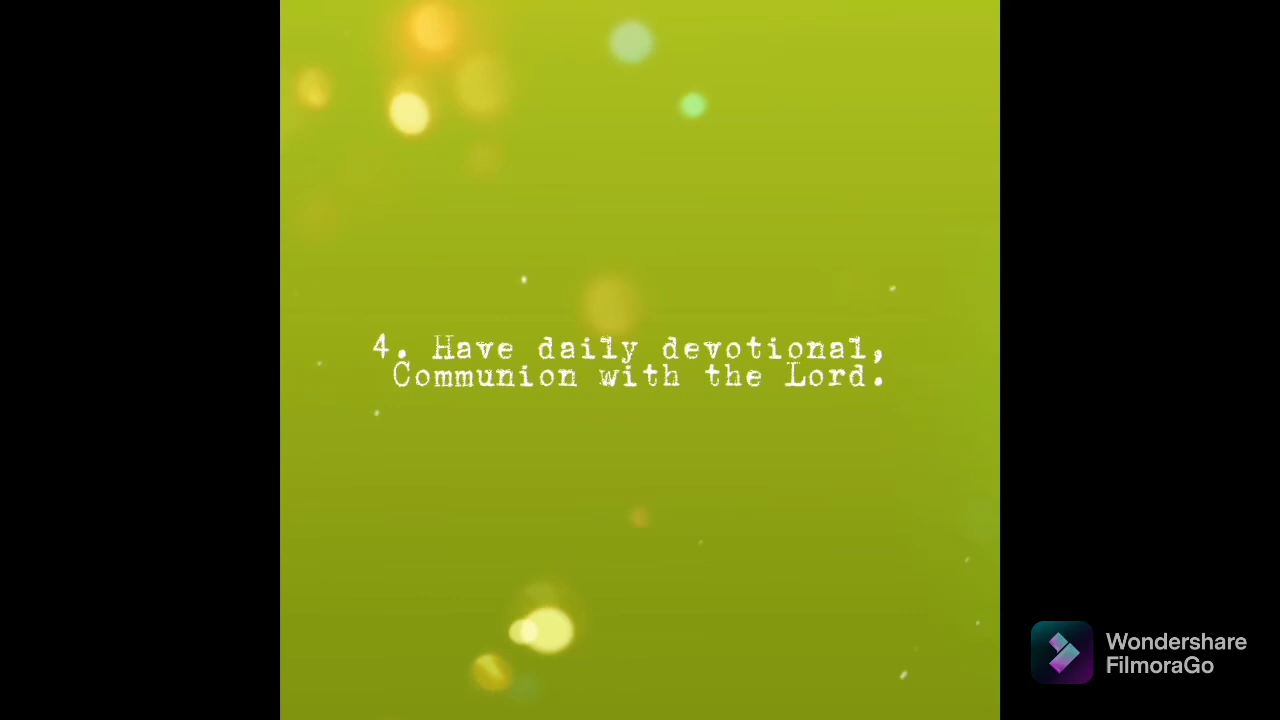 4. Have daily devotional,
Communion with the Lord.
Wondershare
FilmoraGo